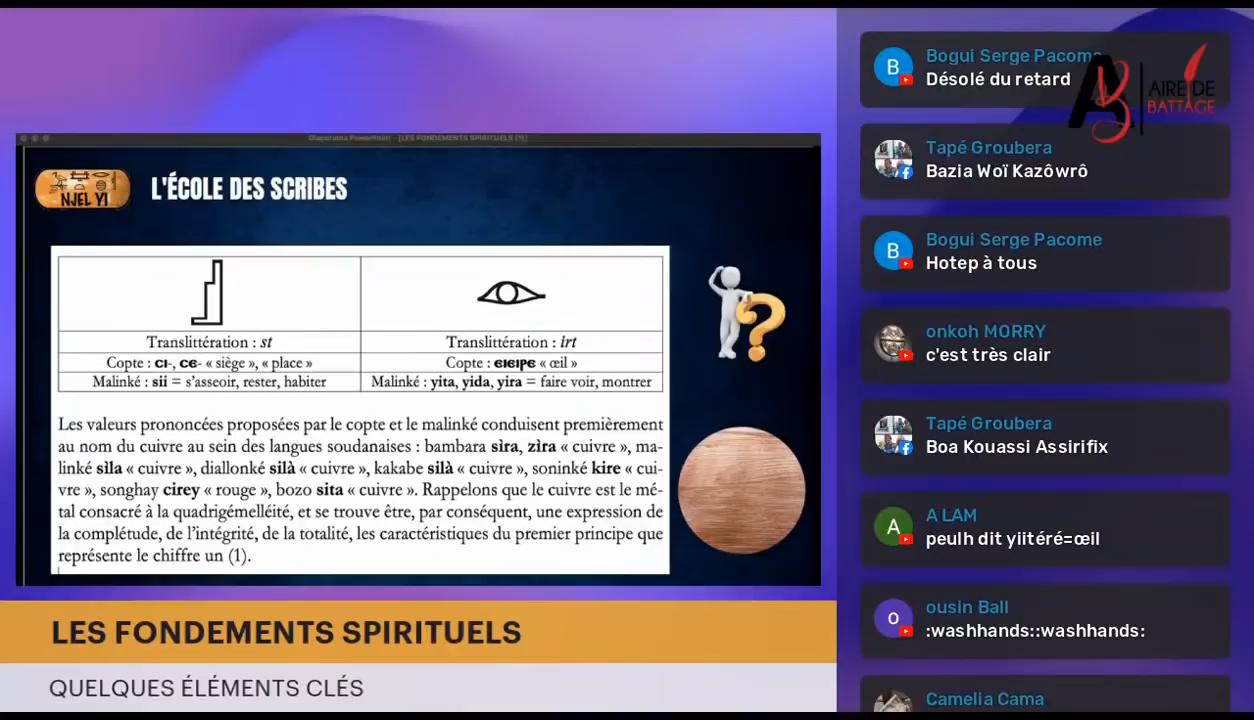 Diaporama PowerPoint - [LES FONDEMENTS SPIRITUELS (1)]
NJEL YI
L'ÉCOLE DES SCRIBES
Translittération : st
Translittération : irt
Copte : ⲥⲓ-, ⲥⲉ- « siège », « place »
Copte : ⲉⲓⲉⲓⲣⲉ « œil »
Malinké : sii = s’asseoir, rester, habiter
Malinké : yita, yida, yira = faire voir, montrer
Les valeurs prononcées proposées par le copte et le malinké conduisent premièrement
au nom du cuivre au sein des langues soudanaises : bambara sìra, zìra « cuivre », ma-
linké sìla « cuivre », diallonké silà « cuivre », kakabe silà « cuivre », soninké kire « cui-
vre », songhay cirey « rouge », bozo sita « cuivre ». Rappelons que le cuivre est le mé-
tal consacré à la quadrigémelléité, et se trouve être, par conséquent, une expression de
la complétude, de l’intégrité, de la totalité, les caractéristiques du premier principe que
représente le chiffre un (1).
LES FONDEMENTS SPIRITUELS
QUELQUES ÉLÉMENTS CLÉS
B
Bogui Serge Pacome
Désolé du retard
AB
AIRE DE
BATTAGE
Tapé Groubera
Bazia Woï Kazôwrô
B
Bogui Serge Pacome
Hotep à tous
onkoh MORRY
c'est très clair
Tapé Groubera
Boa Kouassi Assirifix
A
A LAM
peulh dit yiitéré=œil
o
ousin Ball
:washhands::washhands:
Camelia Cama